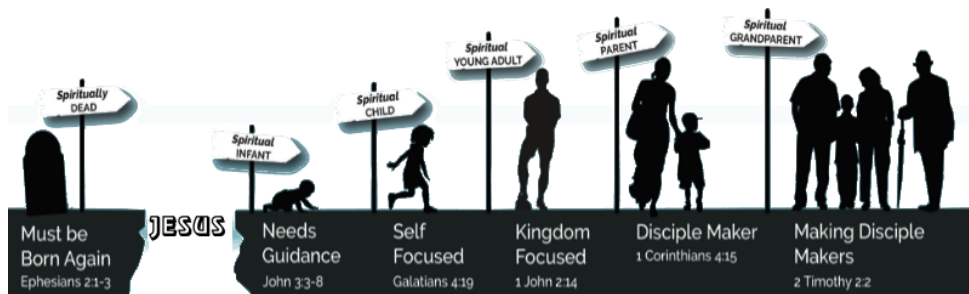 Spiritually
DEAD
Spiritual
INFANT
Spiritual
CHILD
Spiritual
YOUNG ADULT
Spiritual
PARENT
Spiritual
GRANDPARENT
Must be
Born Again
Ephesians 2:1-3
JESUS
Needs
Guidance
John 3:3-8
Self
Focused
Galatians 4:19
Kingdom
Focused
1 John 2:14
Disciple Maker
1 Corinthians 4:15
Making Disciple
Makers
2 Timothy 2:2